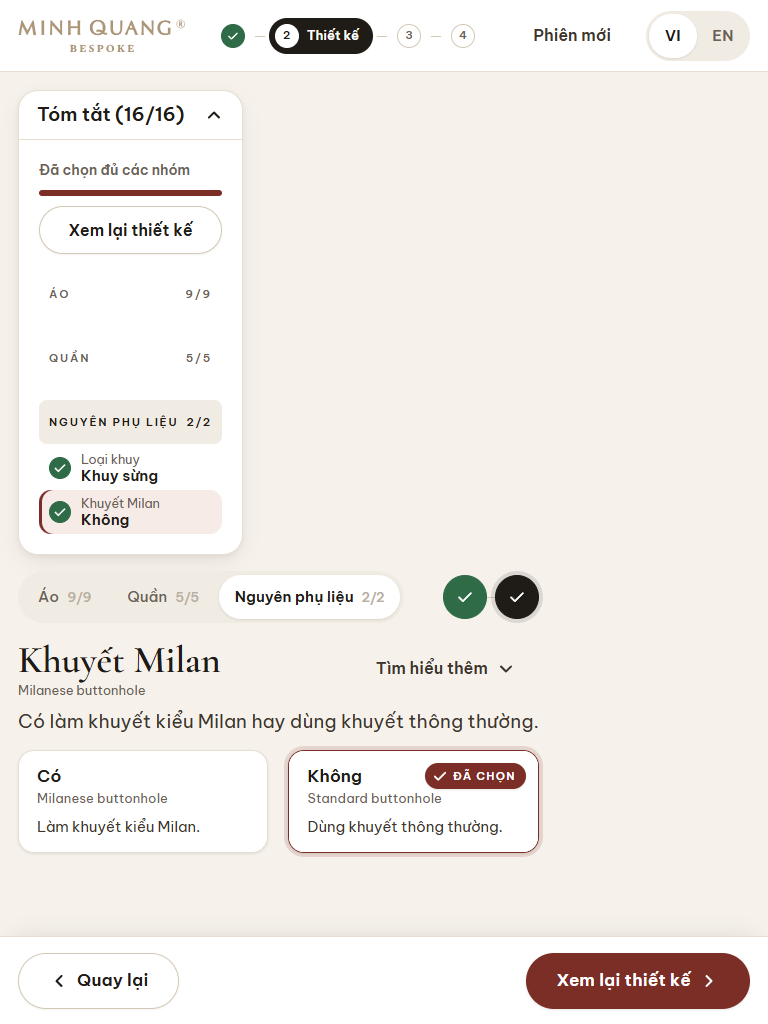 MINH QUANG®
BESPOKE
2 Thiết kế
3
4
Phiên mới
VI
EN
Tóm tắt (16/16)
Đã chọn đủ các nhóm
Xem lại thiết kế
ÁO 9/9
QUẦN 5/5
NGUYÊN PHỤ LIỆU 2/2
Loại khuy
Khuy sừng
Khuyết Milan
Không
Áo 9/9
Quần 5/5
Nguyên phụ liệu 2/2
Khuyết Milan
Milanese buttonhole
Tìm hiểu thêm
Có làm khuyết kiểu Milan hay dùng khuyết thông thường.
Có
Milanese buttonhole
Làm khuyết kiểu Milan.
Không
ĐÃ CHỌN
Standard buttonhole
Dùng khuyết thông thường.
Quay lại
Xem lại thiết kế